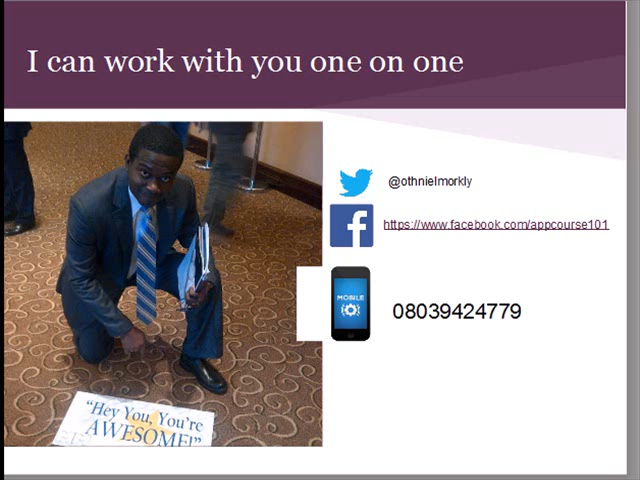 I can work with you one on one
@othnielmorkly
https://www.facebook.com/appcourse101
MOBILE
08039424779
"Hey You, You're
AWESOME!"